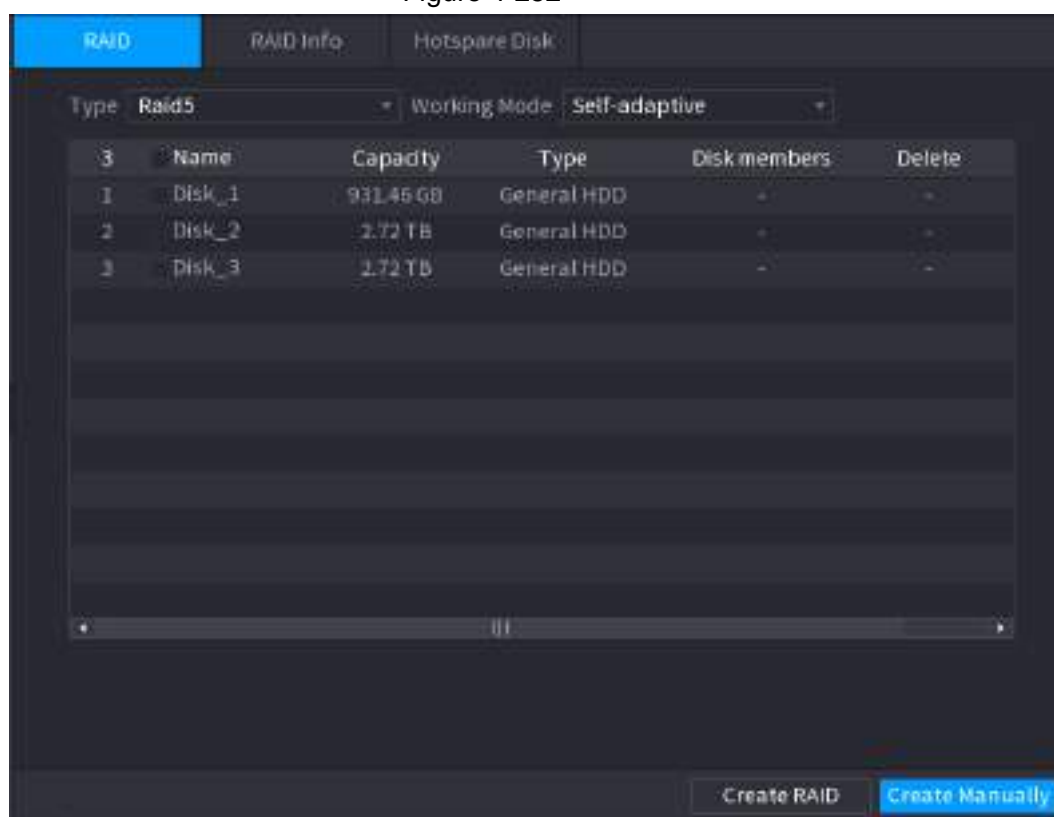 RAID RAID Info Hotspare Disk
Type Raid5 Working Mode Self-adaptive
3 Name Capacity Type Disk members Delete
1 Disk_1 931.46 GB General HDD - -
2 Disk_2 2.72 TB General HDD - -
3 Disk_3 2.72 TB General HDD - -
Create RAID Create Manually